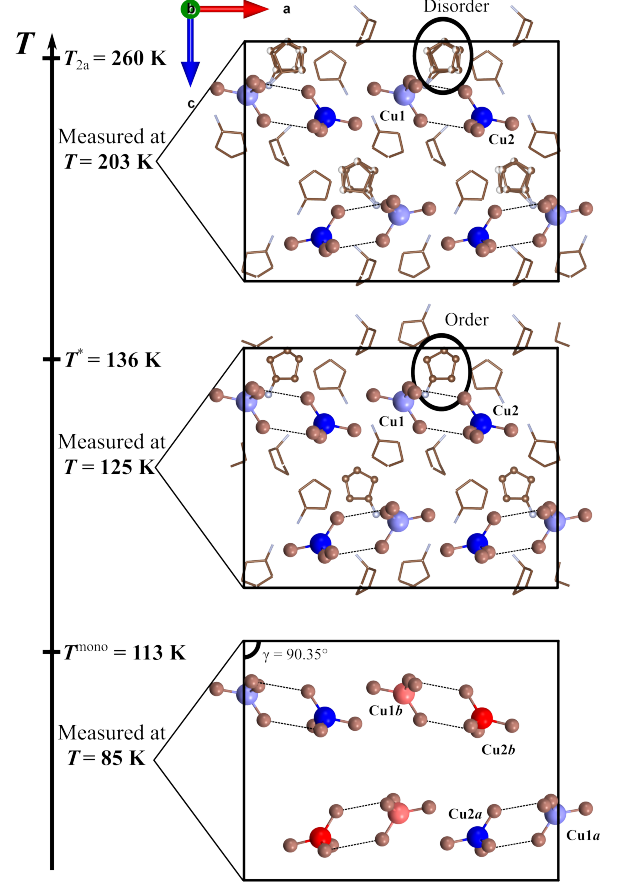 Disorder
b
a
c
T
T2a = 260 K
Cu1
Cu2
Measured at
T = 203 K
Order
T* = 136 K
Cu1
Cu2
Measured at
T = 125 K
Tmono = 113 K
γ = 90.35°
Cu1b
Cu2b
Measured at
T = 85 K
Cu2a
Cu1a